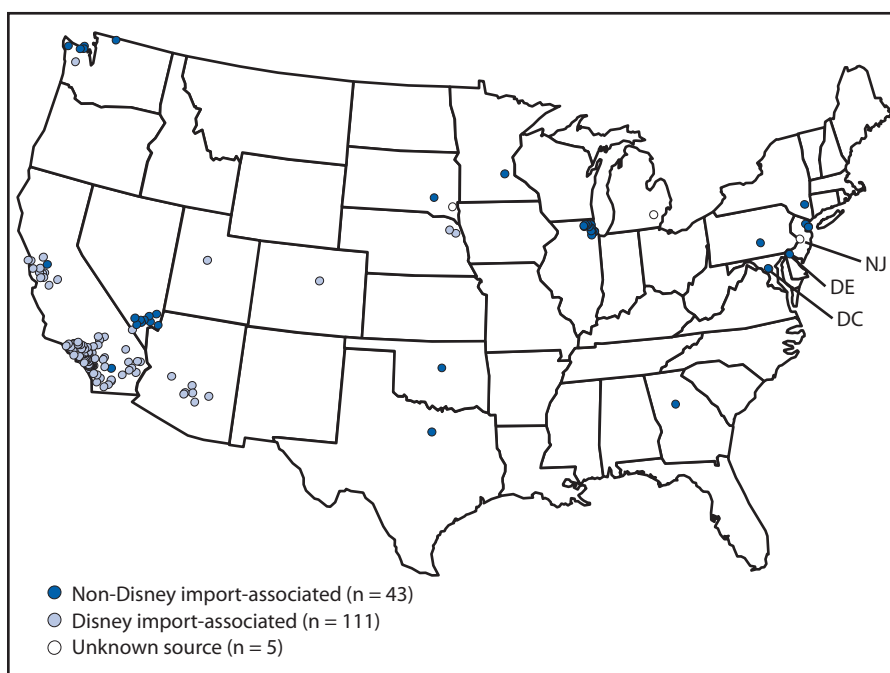 NJ
DE
DC
Non-Disney import-associated (n = 43)
Disney import-associated (n = 111)
Unknown source (n = 5)